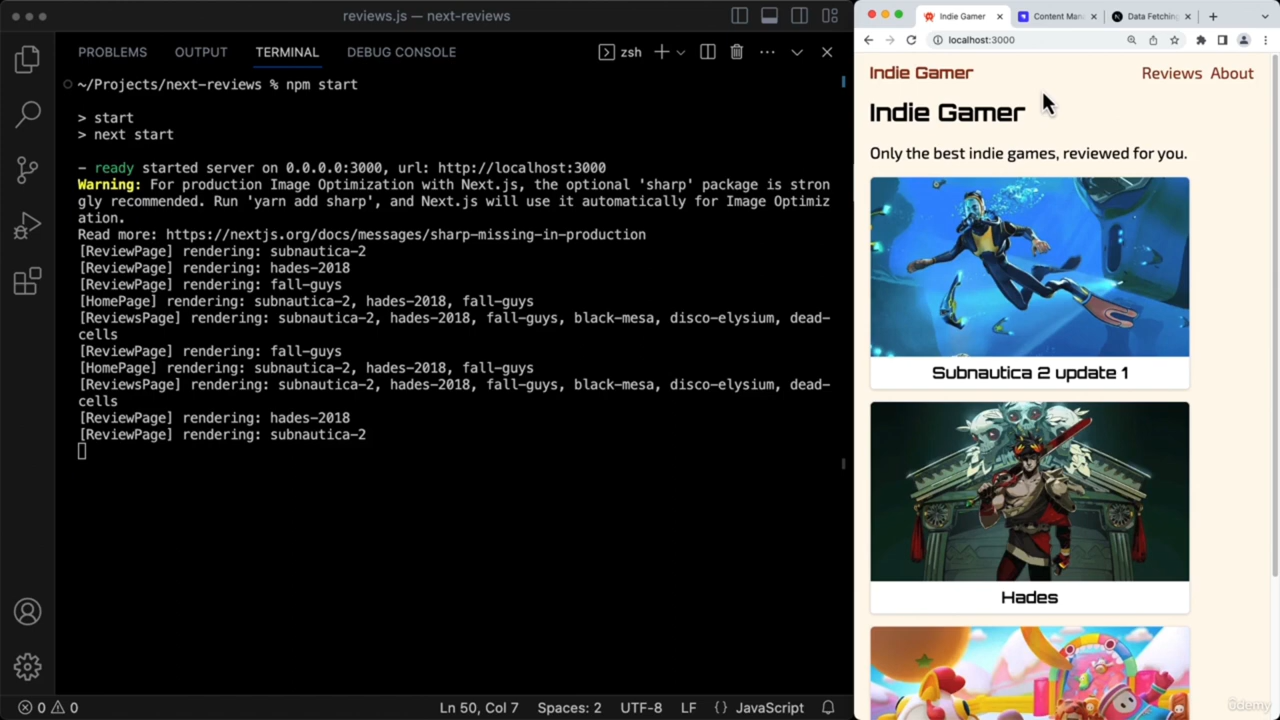 reviews.js — next-reviews
PROBLEMS OUTPUT TERMINAL DEBUG CONSOLE
zsh
~/Projects/next-reviews % npm start
> start
> next start
- ready started server on 0.0.0.0:3000, url: http://localhost:3000
Warning: For production Image Optimization with Next.js, the optional 'sharp' package is stron
gly recommended. Run 'yarn add sharp', and Next.js will use it automatically for Image Optimiz
ation.
Read more: https://nextjs.org/docs/messages/sharp-missing-in-production
[ReviewPage] rendering: subnautica-2
[ReviewPage] rendering: hades-2018
[ReviewPage] rendering: fall-guys
[HomePage] rendering: subnautica-2, hades-2018, fall-guys
[ReviewsPage] rendering: subnautica-2, hades-2018, fall-guys, black-mesa, disco-elysium, dead-
cells
[ReviewPage] rendering: fall-guys
[HomePage] rendering: subnautica-2, hades-2018, fall-guys
[ReviewsPage] rendering: subnautica-2, hades-2018, fall-guys, black-mesa, disco-elysium, dead-
cells
[ReviewPage] rendering: hades-2018
[ReviewPage] rendering: subnautica-2
0 0
Ln 50, Col 7 Spaces: 2 UTF-8 LF {} JavaScript
Indie Gamer Content Man Data Fetching
localhost:3000
Indie Gamer Reviews About
Indie Gamer
Only the best indie games, reviewed for you.
Subnautica 2 update 1
Hades
ûdemy